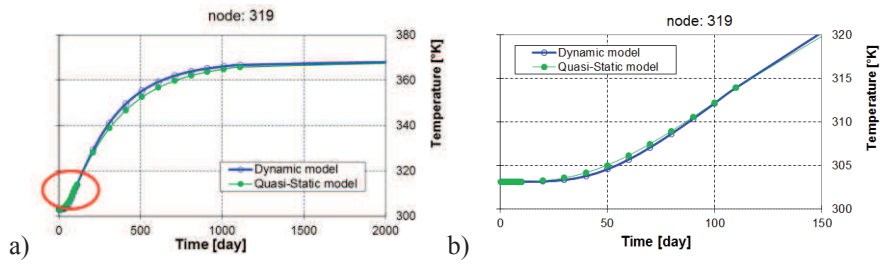 node: 319
380
360
340
320
300
Temperature [°K]
Dynamic model
Quasi-Static model
0
500
1000
1500
2000
Time [day]
a)
node: 319
320
315
310
305
300
Temperature [°K]
Dynamic model
Quasi-Static model
0
50
100
150
Time [day]
b)